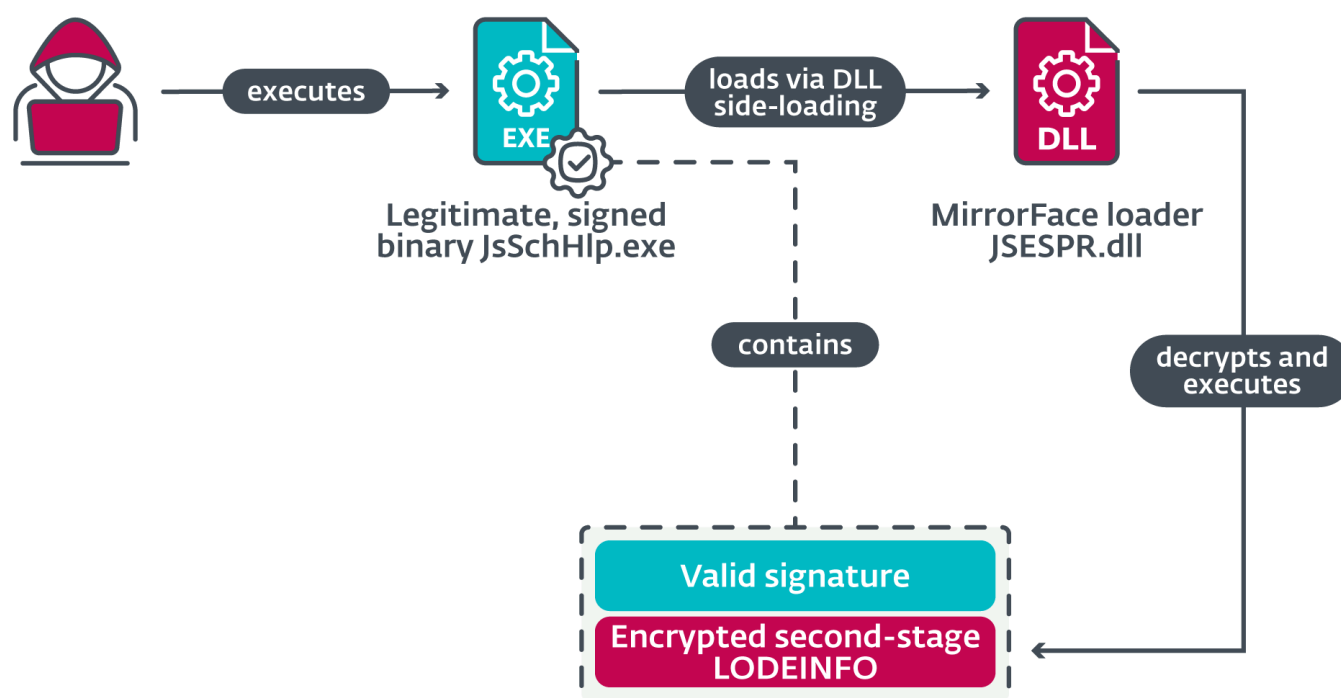 executes
EXE
loads via DLL
side-loading
DLL
Legitimate, signed
binary JsSchHlp.exe
MirrorFace loader
JSESPR.dll
contains
decrypts and
executes
Valid signature
Encrypted second-stage
LODEINFO